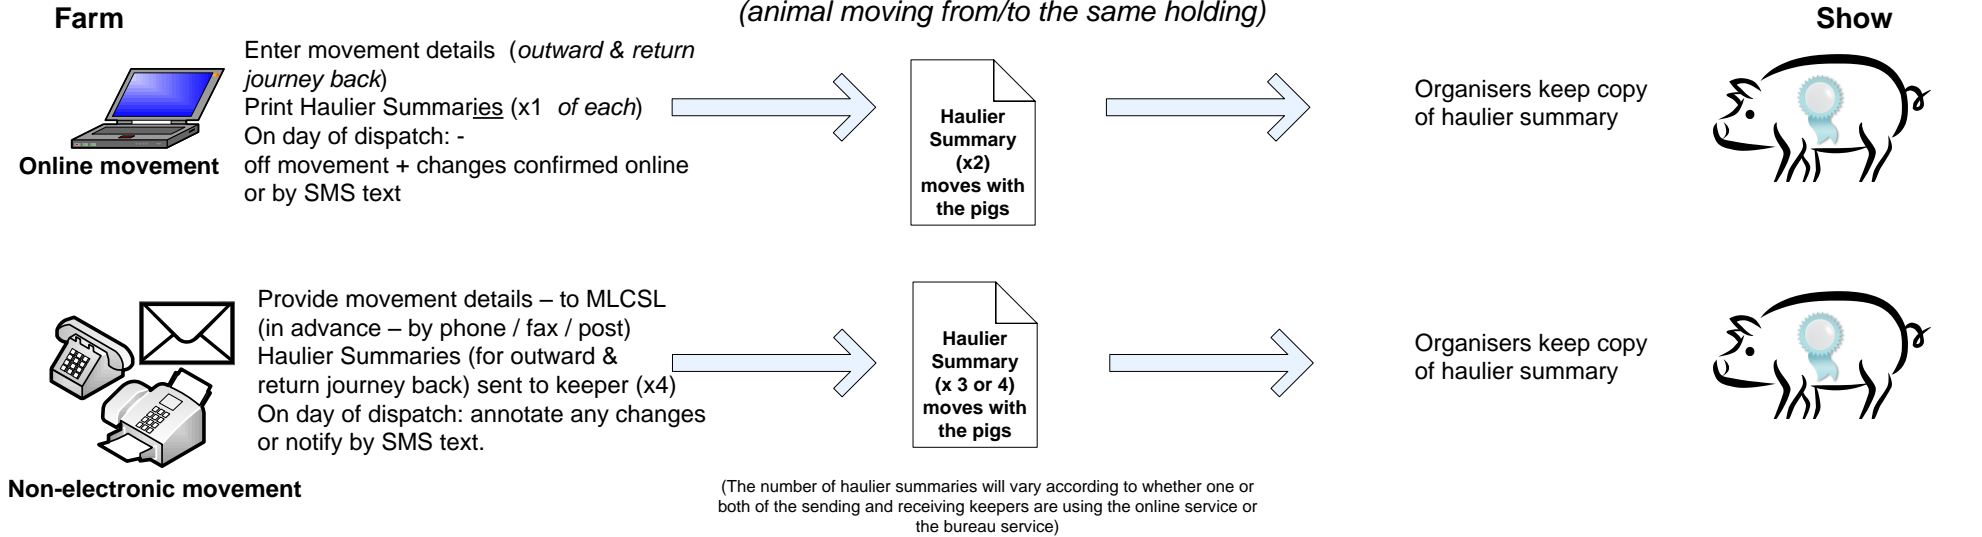 Farm
(animal moving from/to the same holding)
Show
Enter movement details (outward & return
journey back)
Print Haulier Summaries (x1 of each)
On day of dispatch: -
off movement + changes confirmed online
or by SMS text
Online movement
Haulier
Summary
(x2)
moves with
the pigs
Organisers keep copy
of haulier summary
Provide movement details – to MLCSL
(in advance – by phone / fax / post)
Haulier Summaries (for outward &
return journey back) sent to keeper (x4)
On day of dispatch: annotate any changes
or notify by SMS text.
Non-electronic movement
Haulier
Summary
(x 3 or 4)
moves with
the pigs
Organisers keep copy
of haulier summary
(The number of haulier summaries will vary according to whether one or
both of the sending and receiving keepers are using the online service or
the bureau service)